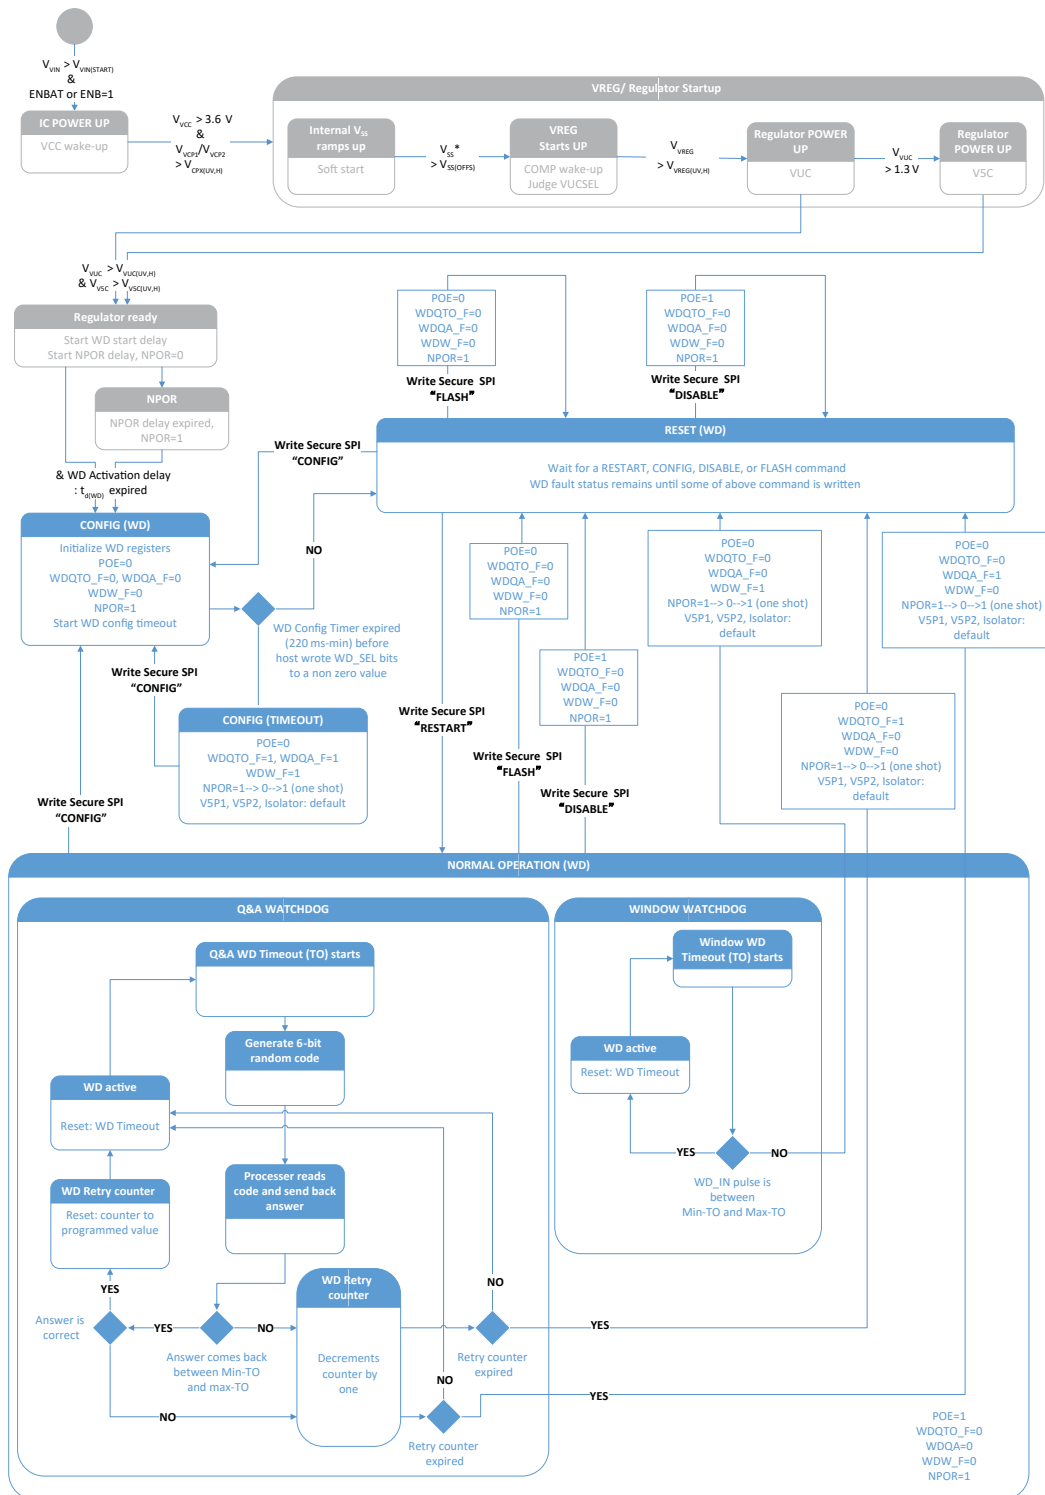 V_VIN > V_VIN(START)
&
ENBAT or ENB=1
IC POWER UP
VCC wake-up
V_VCC > 3.6 V
&
V_VCP1/V_VCP2
> V_CPX(UV,H)
VREG/ Regulator Startup
Internal V_SS
ramps up
Soft start
V_SS*
> V_SS(OFFS)
VREG
Starts UP
COMP wake-up
Judge VUCSEL
V_VREG
> V_VREG(UV,H)
Regulator POWER
UP
VUC
V_VUC
> 1.3 V
Regulator
POWER UP
V5C
V_VUC > V_VUC(UV,H)
& V_V5C > V_V5C(UV,H)
Regulator ready
Start WD start delay
Start NPOR delay, NPOR=0
NPOR
NPOR delay expired,
NPOR=1
& WD Activation delay
: t_d(WD) expired
POE=0
WDQTO_F=0
WDQA_F=0
WDW_F=0
NPOR=1
Write Secure SPI
“FLASH”
POE=1
WDQTO_F=0
WDQA_F=0
WDW_F=0
NPOR=1
Write Secure SPI
“DISABLE”
RESET (WD)
Wait for a RESTART, CONFIG, DISABLE, or FLASH command
WD fault status remains until some of above command is written
Write Secure SPI
“CONFIG”
CONFIG (WD)
Initialize WD registers
POE=0
WDQTO_F=0, WDQA_F=0
WDW_F=0
NPOR=1
Start WD config timeout
NO
WD Config Timer expired
(220 ms-min) before
host wrote WD_SEL bits
to a non zero value
Write Secure SPI
“CONFIG”
CONFIG (TIMEOUT)
POE=0
WDQTO_F=1, WDQA_F=1
WDW_F=1
NPOR=1--> 0-->1 (one shot)
V5P1, V5P2, Isolator: default
Write Secure SPI
“CONFIG”
Write Secure SPI
“RESTART”
POE=0
WDQTO_F=0
WDQA_F=0
WDW_F=0
NPOR=1
Write Secure SPI
“FLASH”
POE=1
WDQTO_F=0
WDQA_F=0
WDW_F=0
NPOR=1
Write Secure SPI
“DISABLE”
POE=0
WDQTO_F=0
WDQA_F=0
WDW_F=1
NPOR=1--> 0-->1 (one shot)
V5P1, V5P2, Isolator:
default
POE=0
WDQTO_F=1
WDQA_F=0
WDW_F=0
NPOR=1--> 0-->1 (one shot)
V5P1, V5P2, Isolator:
default
POE=0
WDQTO_F=0
WDQA_F=1
WDW_F=0
NPOR=1--> 0-->1 (one shot)
V5P1, V5P2, Isolator:
default
NORMAL OPERATION (WD)
Q&A WATCHDOG
Q&A WD Timeout (TO) starts
Generate 6-bit
random code
WD active
Reset: WD Timeout
Processer reads
code and send back
answer
WD Retry counter
Reset: counter to
programmed value
YES
Answer is
correct
YES
NO
Answer comes back
between Min-TO
and max-TO
NO
WD Retry
counter
Decrements
counter by
one
NO
YES
Retry counter
expired
NO
YES
Retry counter
expired
WINDOW WATCHDOG
Window WD
Timeout (TO) starts
WD active
Reset: WD Timeout
YES
NO
WD_IN pulse is
between
Min-TO and Max-TO
POE=1
WDQTO_F=0
WDQA=0
WDW_F=0
NPOR=1